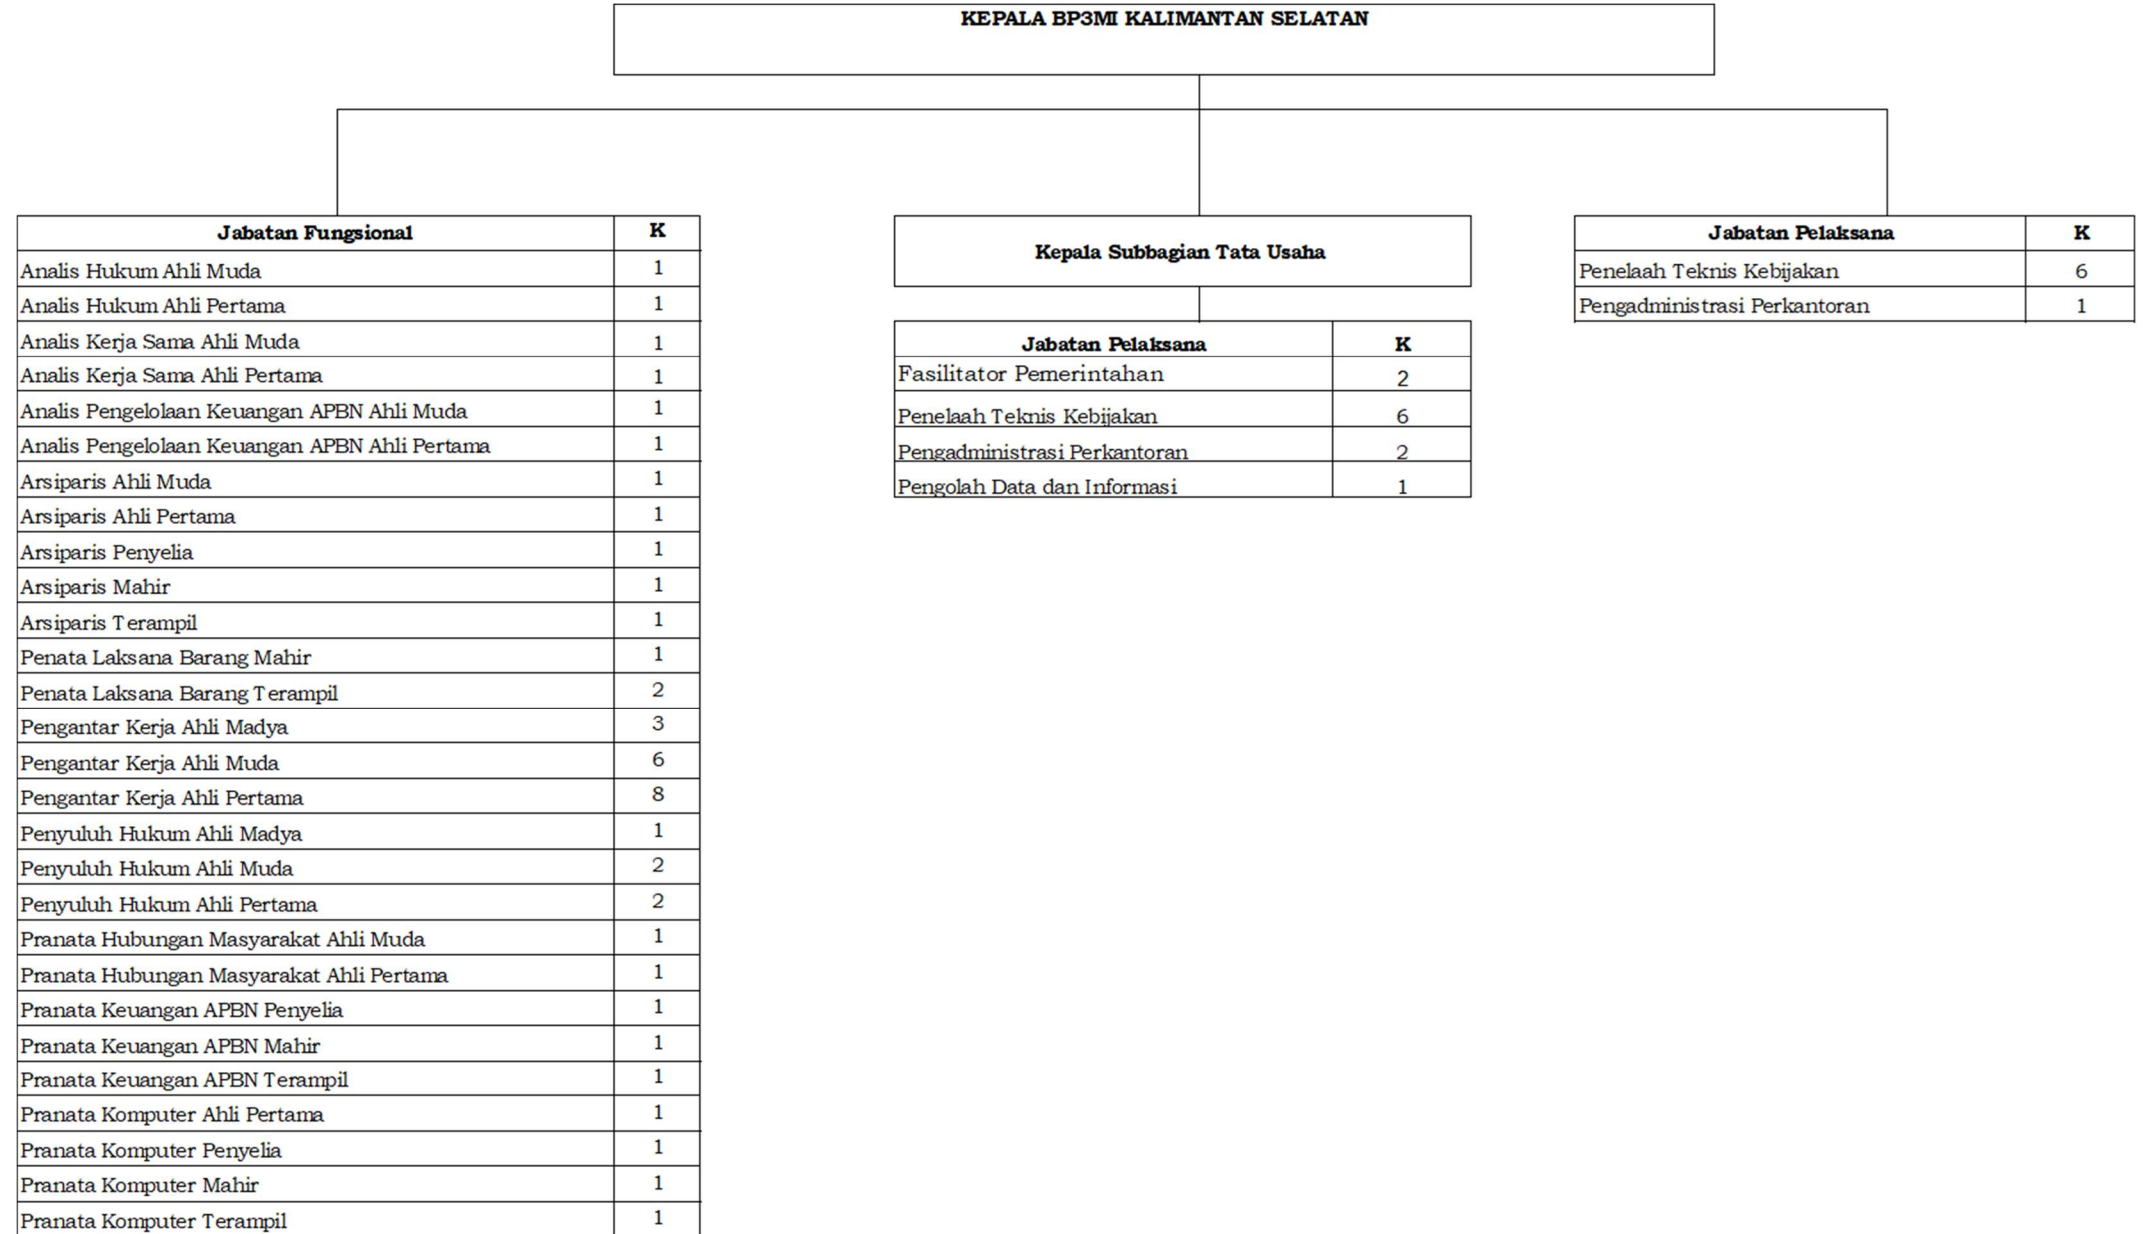 KEPALA BP3MI KALIMANTAN SELATAN
Jabatan Fungsional K
Analis Hukum Ahli Muda 1
Analis Hukum Ahli Pertama 1
Analis Kerja Sama Ahli Muda 1
Analis Kerja Sama Ahli Pertama 1
Analis Pengelolaan Keuangan APBN Ahli Muda 1
Analis Pengelolaan Keuangan APBN Ahli Pertama 1
Arsiparis Ahli Muda 1
Arsiparis Ahli Pertama 1
Arsiparis Penyelia 1
Arsiparis Mahir 1
Arsiparis Terampil 1
Penata Laksana Barang Mahir 1
Penata Laksana Barang Terampil 2
Pengantar Kerja Ahli Madya 3
Pengantar Kerja Ahli Muda 6
Pengantar Kerja Ahli Pertama 8
Penyuluh Hukum Ahli Madya 1
Penyuluh Hukum Ahli Muda 2
Penyuluh Hukum Ahli Pertama 2
Pranata Hubungan Masyarakat Ahli Muda 1
Pranata Hubungan Masyarakat Ahli Pertama 1
Pranata Keuangan APBN Penyelia 1
Pranata Keuangan APBN Mahir 1
Pranata Keuangan APBN Terampil 1
Pranata Komputer Ahli Pertama 1
Pranata Komputer Penyelia 1
Pranata Komputer Mahir 1
Pranata Komputer Terampil 1
Kepala Subbagian Tata Usaha
Jabatan Pelaksana K
Fasilitator Pemerintahan 2
Penelaah Teknis Kebijakan 6
Pengadministrasi Perkantoran 2
Pengolah Data dan Informasi 1
Jabatan Pelaksana K
Penelaah Teknis Kebijakan 6
Pengadministrasi Perkantoran 1